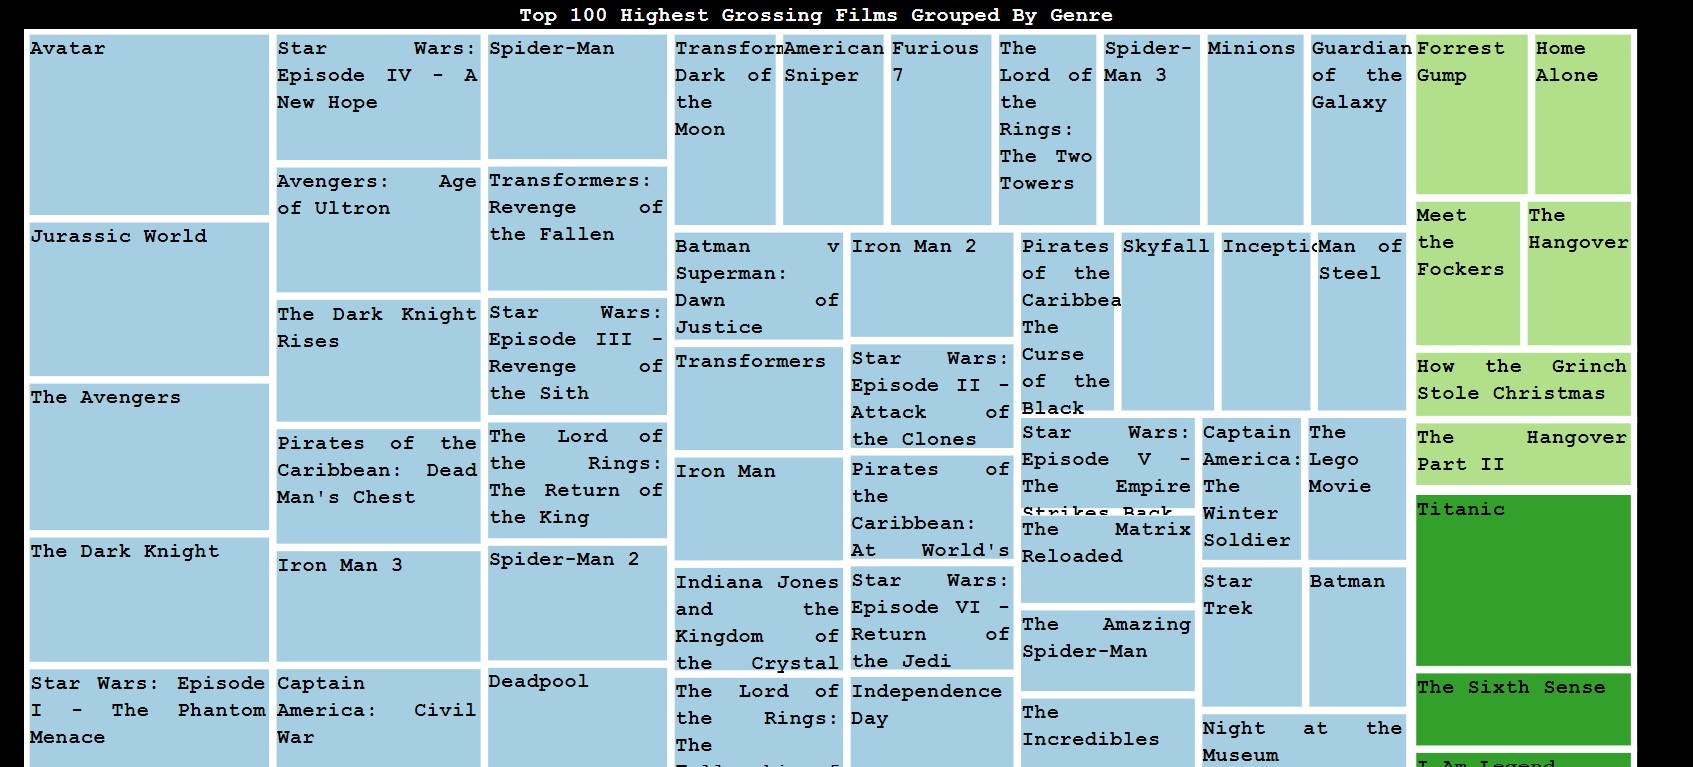 Top 100 Highest Grossing Films Grouped By Genre
Avatar
Jurassic World
The Avengers
The Dark Knight
Star Wars: Episode
I - The Phantom
Menace
Star Wars:
Episode IV - A
New Hope
Avengers: Age
of Ultron
The Dark Knight
Rises
Pirates of the
Caribbean: Dead
Man's Chest
Iron Man 3
Captain
America: Civil
War
Spider-Man
Transformers:
Revenge of
the Fallen
Star Wars:
Episode III -
Revenge of
the Sith
The Lord of
the Rings:
The Return of
the King
Spider-Man 2
Deadpool
Transfor
Dark of
the
Moon
American
Sniper
Furious
7
The
Lord of
the
Rings:
The Two
Towers
Spider-
Man 3
Minions
Guardian
of the
Galaxy
Batman v
Superman:
Dawn of
Justice
Transformers
Iron Man
Indiana Jones
and the
Kingdom of
the Crystal
The Lord of
the Rings:
The
Iron Man 2
Star Wars:
Episode II -
Attack of
the Clones
Pirates of
the
Caribbean:
At World's
Star Wars:
Episode VI -
Return of
the Jedi
Independence
Day
Pirates
of the
Caribbea
The
Curse
of the
Black
Skyfall
Incepti
Man of
Steel
Star Wars:
Episode V -
The Empire
Strikes Back
The Matrix
Reloaded
The Amazing
Spider-Man
The
Incredibles
Captain
America:
The
Winter
Soldier
The
Lego
Movie
Star
Trek
Batman
Night at the
Museum
Forrest
Gump
Home
Alone
Meet
the
Fockers
The
Hangover
How the Grinch
Stole Christmas
The Hangover
Part II
Titanic
The Sixth Sense
I Am Legend